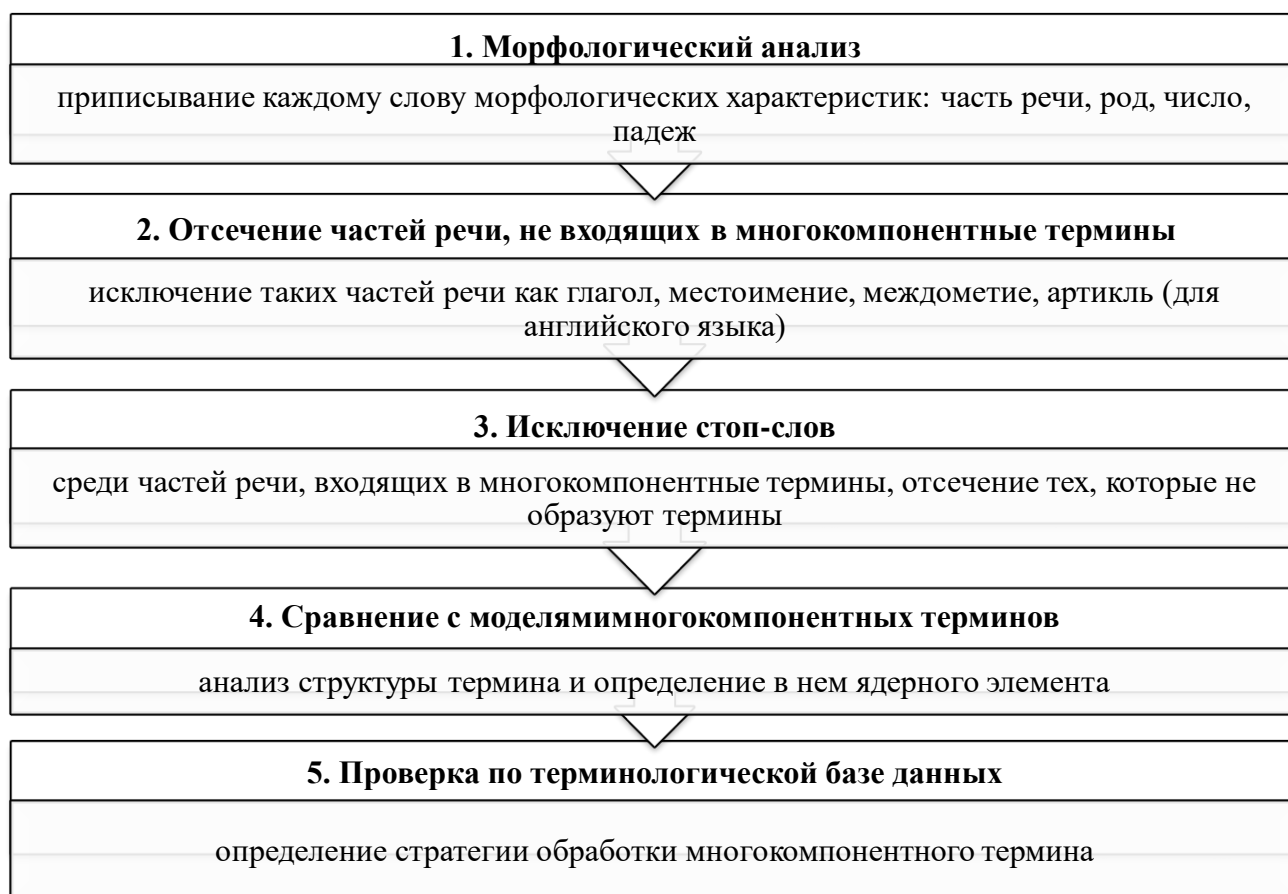 1. Морфологический анализ
приписывание каждому слову морфологических характеристик: часть речи, род, число,
падеж
2. Отсечение частей речи, не входящих в многокомпонентные термины
исключение таких частей речи как глагол, местоимение, междометие, артикль (для
английского языка)
3. Исключение стоп-слов
среди частей речи, входящих в многокомпонентные термины, отсечение тех, которые не
образуют термины
4. Сравнение с моделямимногокомпонентных терминов
анализ структуры термина и определение в нем ядерного элемента
5. Проверка по терминологической базе данных
определение стратегии обработки многокомпонентного термина